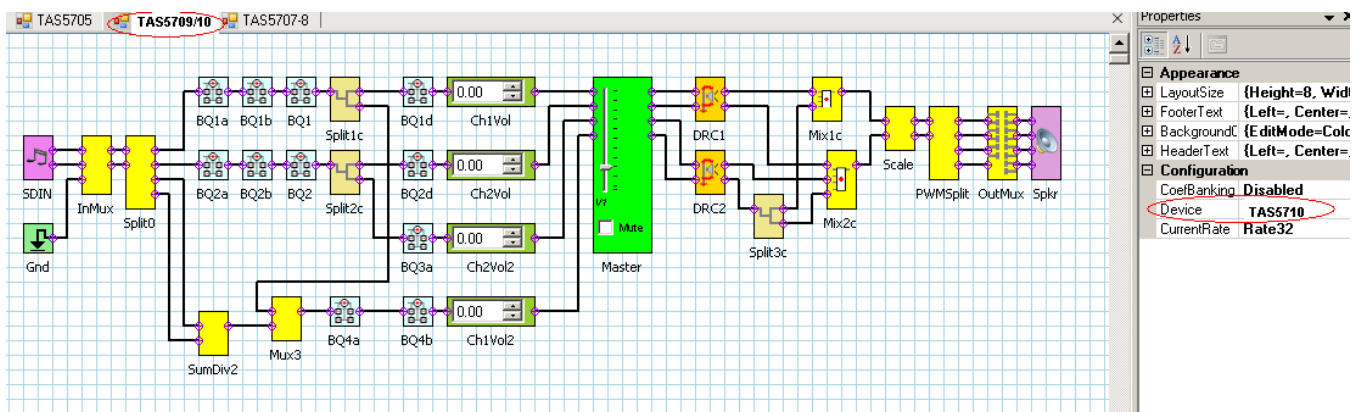 TAS5705 TAS5709/10 TAS5707-8
Properties
Appearance
LayoutSize {Height=8, Wid
FooterText {Left=, Center=,
BackgroundC {EditMode=Colo
HeaderText {Left=, Center=,
Configuration
CoefBanking Disabled
Device TAS5710
CurrentRate Rate32
0.00
BQ1a BQ1b BQ1 Split1c BQ1d Ch1Vol DRC1 Mix1c
0.00
SDIN InMux Split0 BQ2a BQ2b BQ2 Split2c BQ2d Ch2Vol V1 DRC2 Mix2c Scale PWMSplit OutMux Spkr
0.00
Mute
Gnd BQ3a Ch2Vol2 Master Split3c
0.00
SumDiv2 Mux3 BQ4a BQ4b Ch1Vol2